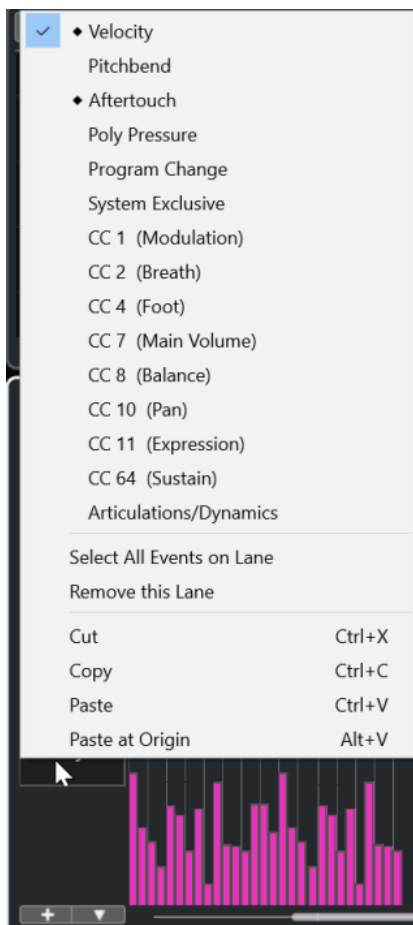 Velocity
Pitchbend
Aftertouch
Poly Pressure
Program Change
System Exclusive
CC 1 (Modulation)
CC 2 (Breath)
CC 4 (Foot)
CC 7 (Main Volume)
CC 8 (Balance)
CC 10 (Pan)
CC 11 (Expression)
CC 64 (Sustain)
Articulations/Dynamics
Select All Events on Lane
Remove this Lane
Cut Ctrl+X
Copy Ctrl+C
Paste Ctrl+V
Paste at Origin Alt+V